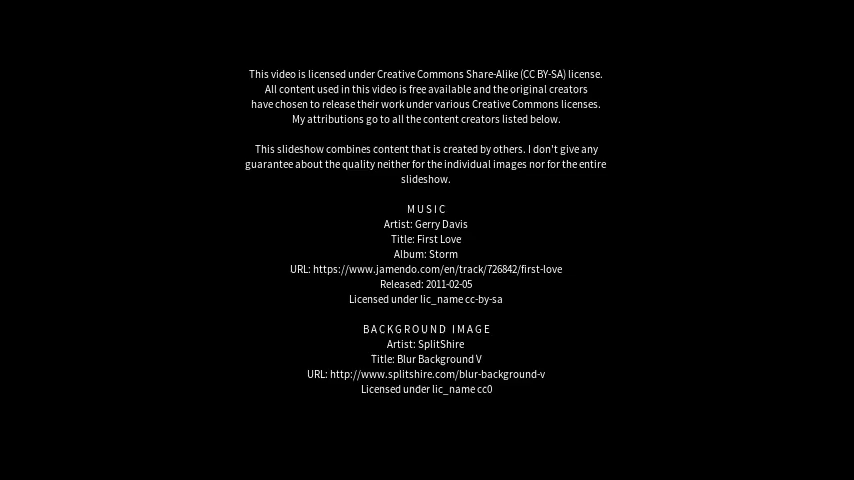 This video is licensed under Creative Commons Share-Alike (CC BY-SA) license.
All content used in this video is free available and the original creators
have chosen to release their work under various Creative Commons licenses.
My attributions go to all the content creators listed below.
This slideshow combines content that is created by others. I don't give any
guarantee about the quality neither for the individual images nor for the entire
slideshow.
MUSIC
Artist: Gerry Davis
Title: First Love
Album: Storm
URL: https://www.jamendo.com/en/track/726842/first-love
Released: 2011-02-05
Licensed under lic_name cc-by-sa
BACKGROUND IMAGE
Artist: SplitShire
Title: Blur Background V
URL: http://www.splitshire.com/blur-background-v
Licensed under lic_name cc0